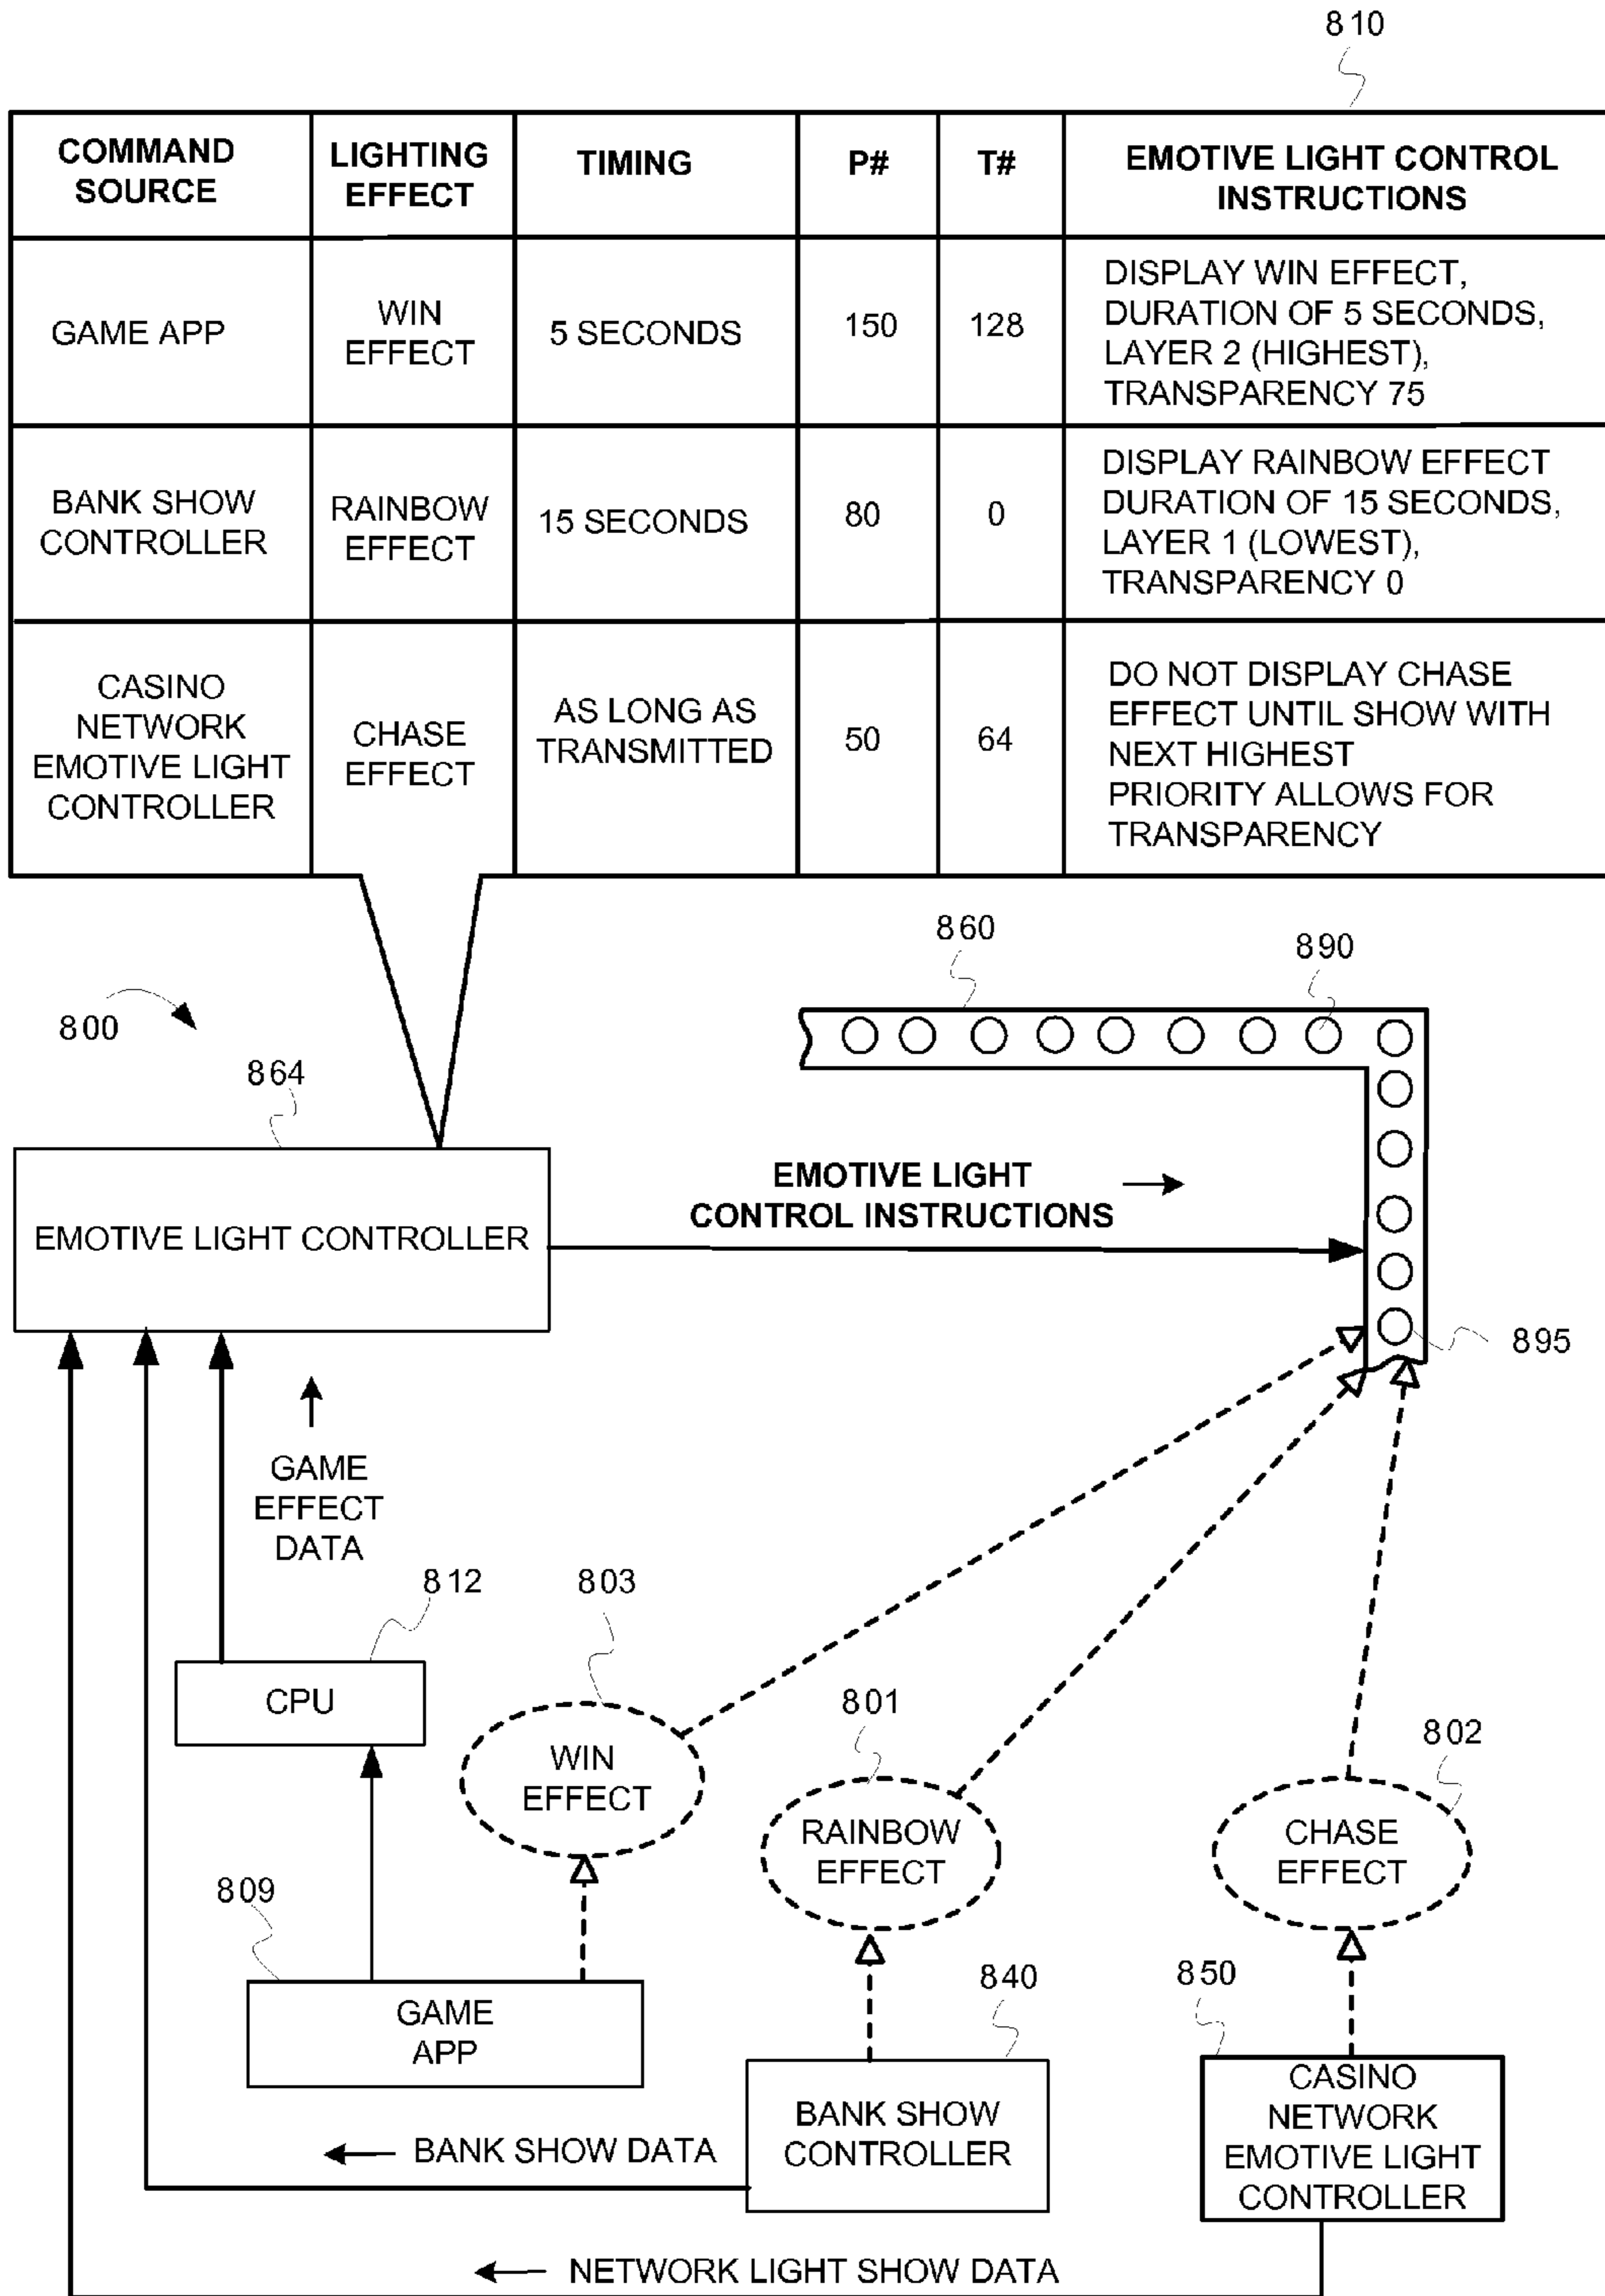 810
COMMAND
SOURCE
LIGHTING
EFFECT
TIMING
P#
T#
EMOTIVE LIGHT CONTROL
INSTRUCTIONS
GAME APP
WIN
EFFECT
5 SECONDS
150
128
DISPLAY WIN EFFECT,
DURATION OF 5 SECONDS,
LAYER 2 (HIGHEST),
TRANSPARENCY 75
BANK SHOW
CONTROLLER
RAINBOW
EFFECT
15 SECONDS
80
0
DISPLAY RAINBOW EFFECT
DURATION OF 15 SECONDS,
LAYER 1 (LOWEST),
TRANSPARENCY 0
CASINO
NETWORK
EMOTIVE LIGHT
CONTROLLER
CHASE
EFFECT
AS LONG AS
TRANSMITTED
50
64
DO NOT DISPLAY CHASE
EFFECT UNTIL SHOW WITH
NEXT HIGHEST
PRIORITY ALLOWS FOR
TRANSPARENCY
860
890
800
864
EMOTIVE LIGHT CONTROLLER
EMOTIVE LIGHT
CONTROL INSTRUCTIONS
895
GAME
EFFECT
DATA
812
CPU
803
WIN
EFFECT
801
RAINBOW
EFFECT
802
CHASE
EFFECT
809
GAME
APP
840
BANK SHOW
CONTROLLER
850
CASINO
NETWORK
EMOTIVE LIGHT
CONTROLLER
BANK SHOW DATA
NETWORK LIGHT SHOW DATA